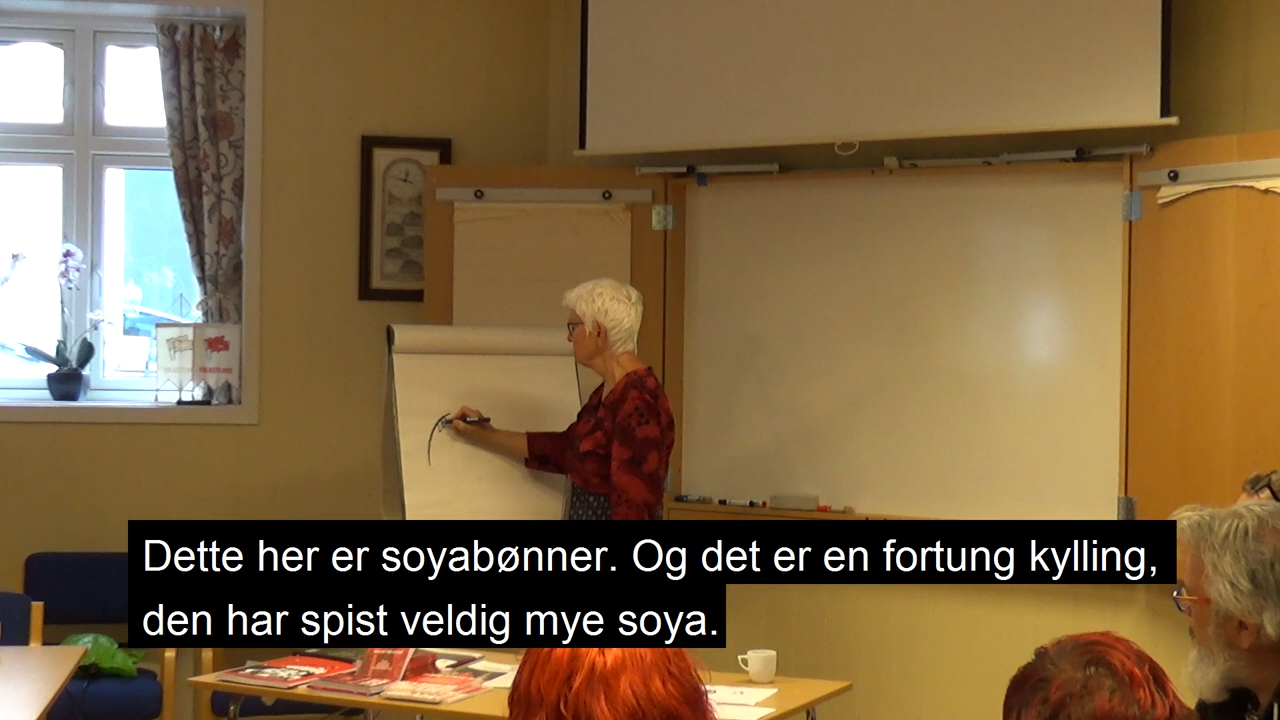 Dette her er soyabønner. Og det er en fortung kylling,
den har spist veldig mye soya.